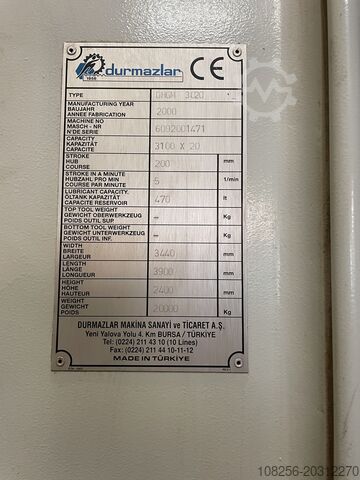 1956
durmazlar CE
TYPE DHGM 3020
MANUFACTURING YEAR
BAUJAHR 2000
ANNEE FABRICATION
MACHINE NO
MASCH - NR 6092001471
N'DE SERIE
CAPACITY
KAPAZITÄT 3100 X 20
CAPACITE
STROKE
HUB 200 mm
COURSE
STROKE IN A MINUTE
HUBZAHL PRO MIN 5 1/min
COURSE PAR MINUTE
LUBRICANT CAPACITY.
ÖLTANK KAPAZITÄT 470 lt
CAPACITE RESERVOIR
TOP TOOL WEIGHT
GEWICHT OBERWERKZEUG - Kg
POIDS OUTIL SUP.
BOTTOM TOOL WEIGHT
GEWICHT UNTERWERKZEUG - Kg
POIDS OUTIL INF.
WIDTH
BREITE 3440 mm
LARGEUR
LENGTH
LÄNGE 3900 mm
LONGUEUR
HEIGHT
HÖHE 2400 mm
HAUTEUR
WEIGHT
GEWICHT 20000 Kg
POIDS
DURMAZLAR MAKİNA SANAYİ ve TİCARET A.Ş.
Yeni Yalova Yolu 4. Km BURSA / TÜRKİYE
Tel: (0224) 211 43 10 (10 Lines)
Fax: (0224) 211 44 10-11-12
MADE IN TÜRKİYE
108256-20312270